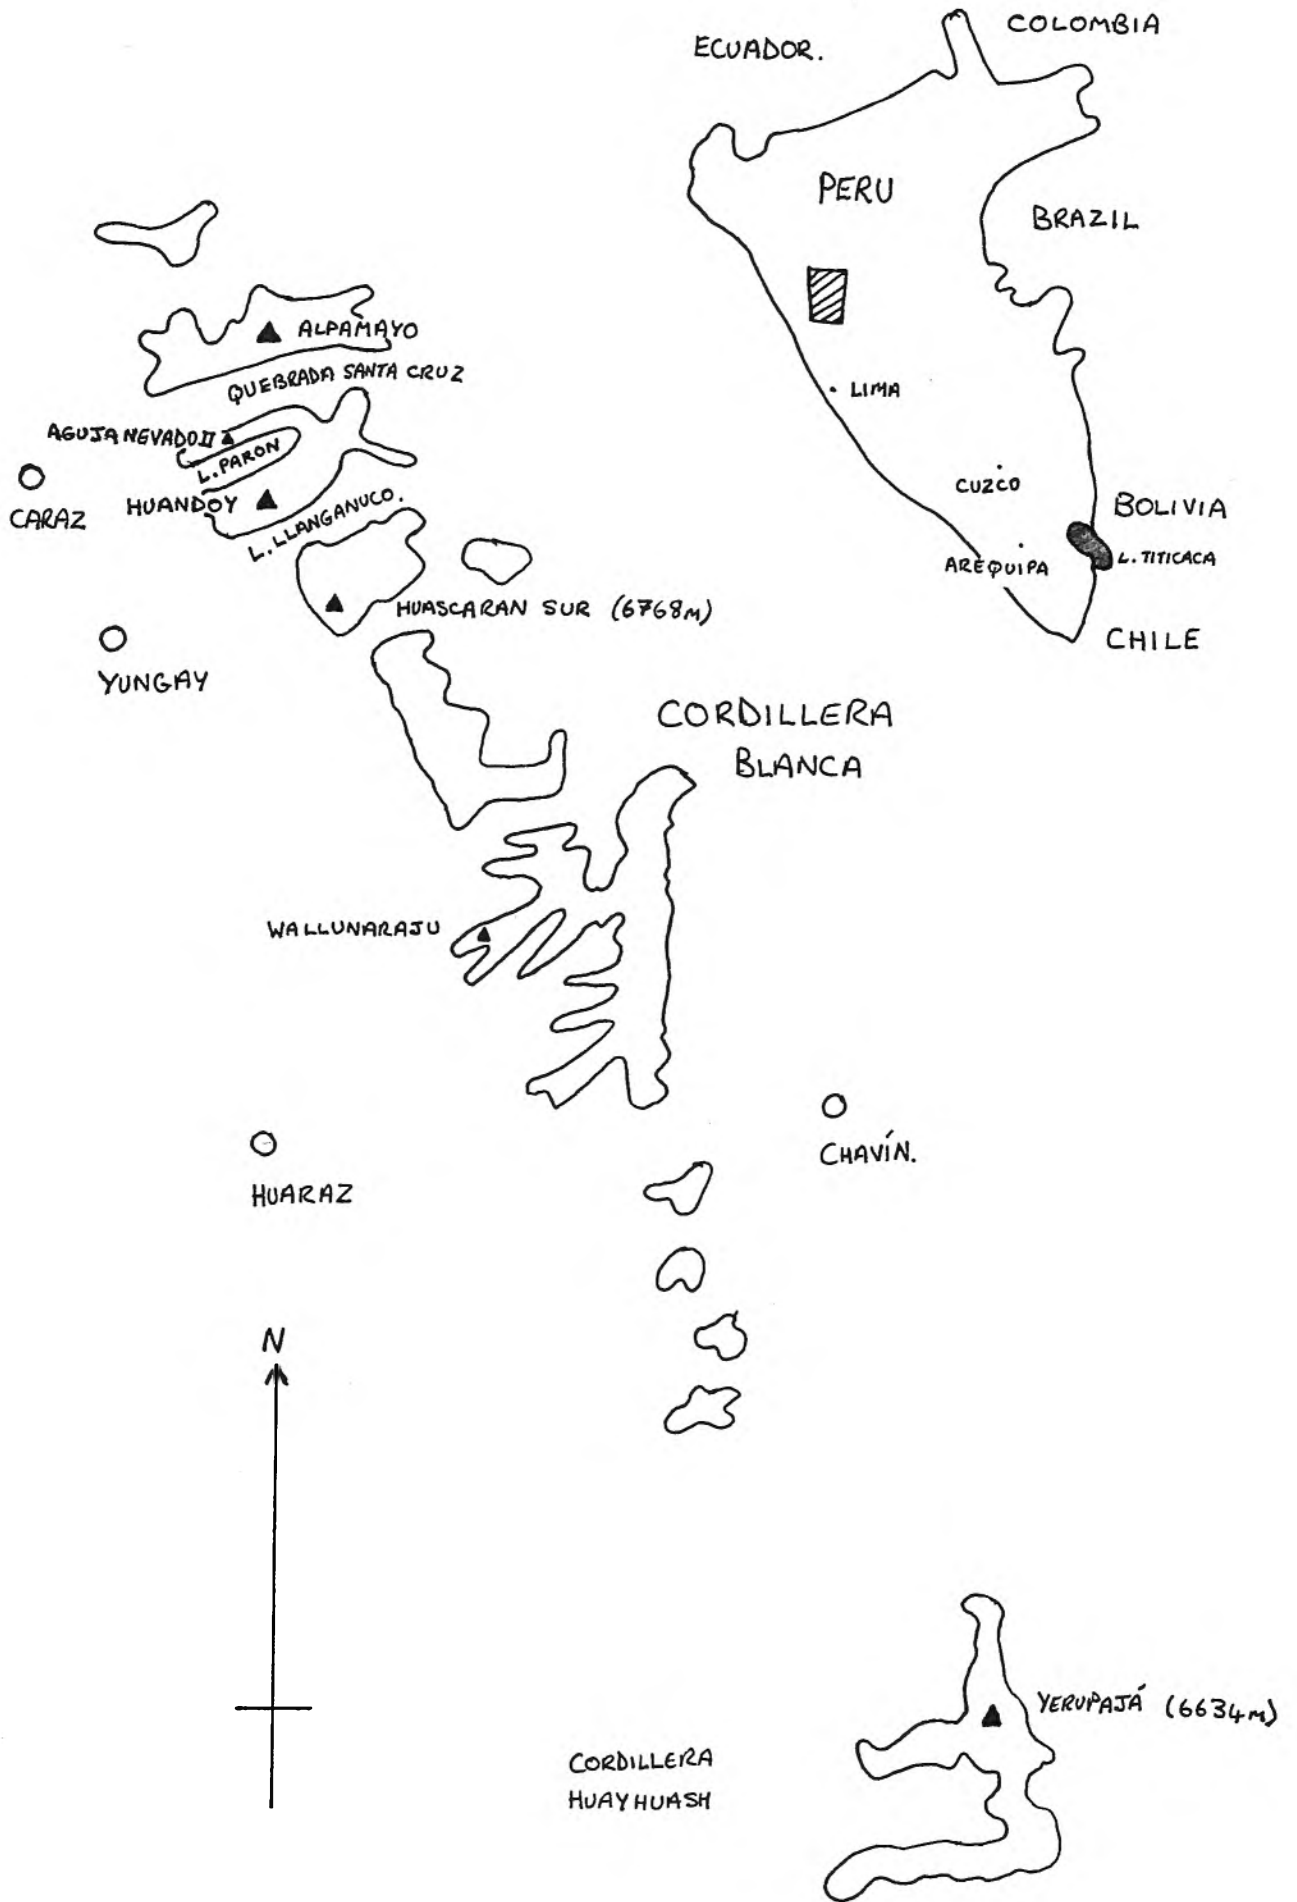 COLOMBIA
ECUADOR.
PERU
BRAZIL
LIMA
CUZCO
BOLIVIA
AREQUIPA
L. TITICACA
CHILE
ALPAMAYO
QUEBRADA SANTA CRUZ
AGUJA NEVADO II
L. PARON
CARAZ
HUANDOY
L. LLANGANUCO.
HUASCARAN SUR (6768M)
YUNGAY
CORDILLERA
BLANCA
WALLUNARAJU
CHAVÍN.
HUARAZ
N
YERUPAJÁ (6634M)
CORDILLERA
HUAYHUASH